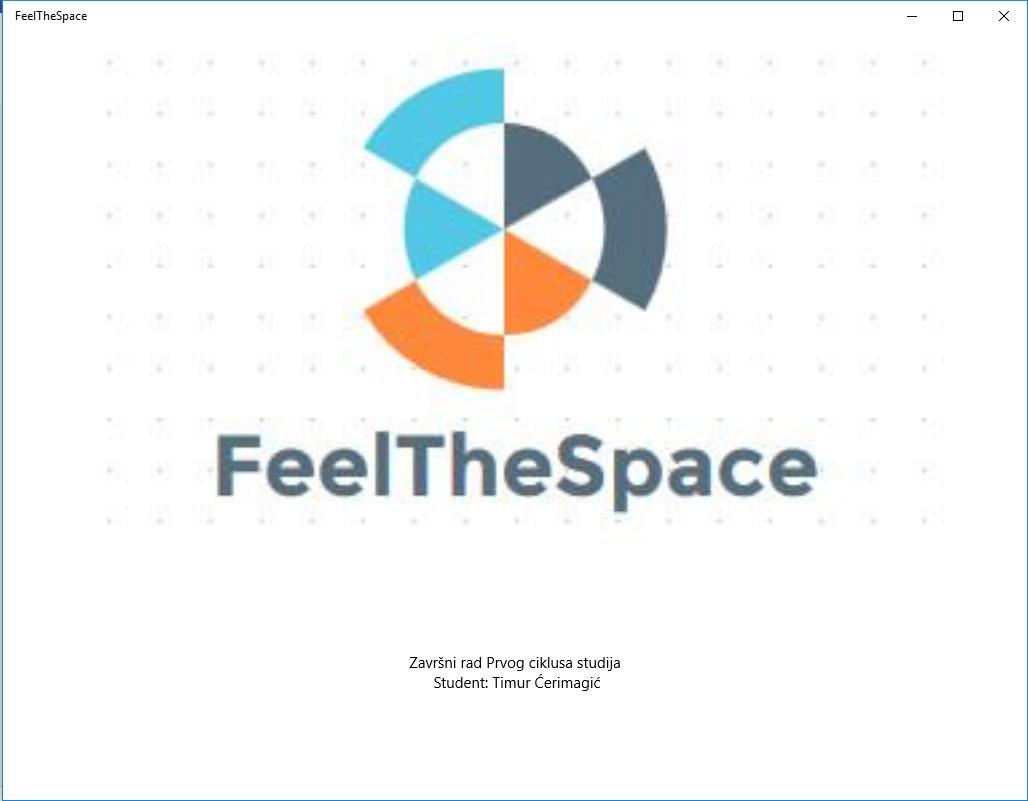 FeelTheSpace
FeelTheSpace
Završni rad Prvog ciklusa studija
Student: Timur Ćerimagić